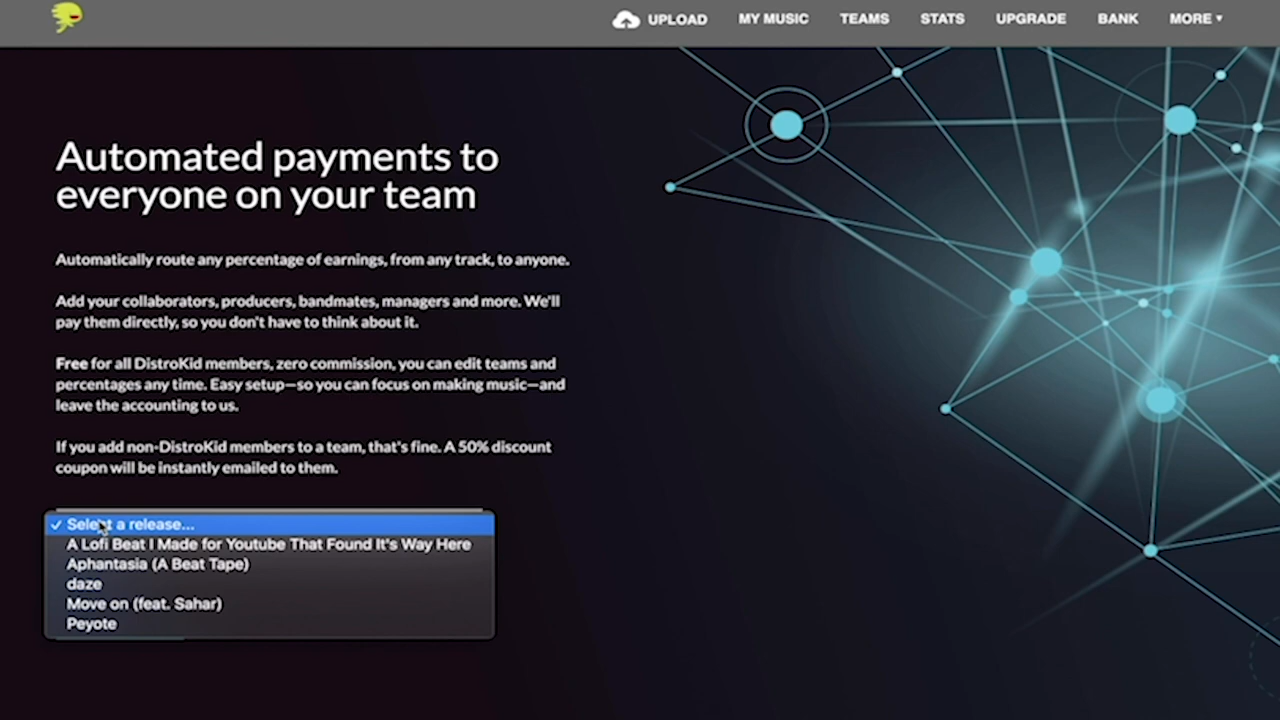 UPLOAD MY MUSIC TEAMS STATS UPGRADE BANK MORE ▾
Automated payments to
everyone on your team
Automatically route any percentage of earnings, from any track, to anyone.
Add your collaborators, producers, bandmates, managers and more. We'll
pay them directly, so you don't have to think about it.
Free for all DistroKid members, zero commission, you can edit teams and
percentages any time. Easy setup—so you can focus on making music—and
leave the accounting to us.
If you add non-DistroKid members to a team, that's fine. A 50% discount
coupon will be instantly emailed to them.
✓ Select a release...
A Lofi Beat I Made for Youtube That Found It's Way Here
Aphantasia (A Beat Tape)
daze
Move on (feat. Sahar)
Peyote